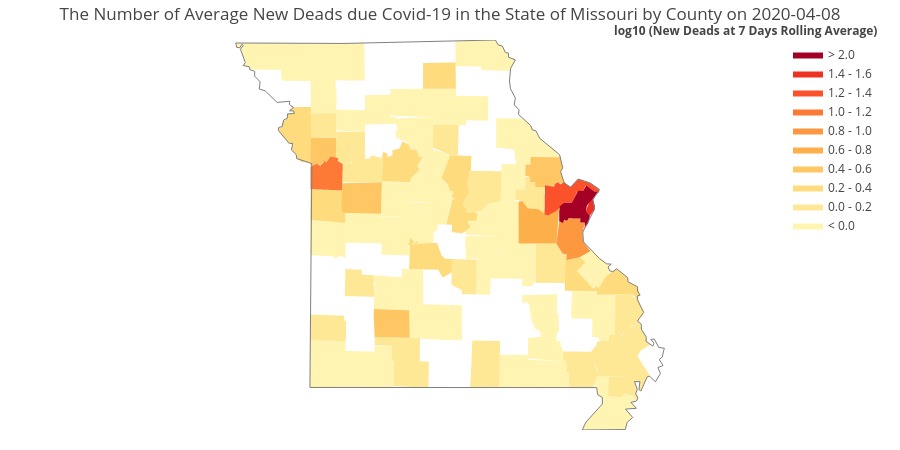 The Number of Average New Deads due Covid-19 in the State of Missouri by County on 2020-04-08
log10 (New Deads at 7 Days Rolling Average)
> 2.0
1.4 - 1.6
1.2 - 1.4
1.0 - 1.2
0.8 - 1.0
0.6 - 0.8
0.4 - 0.6
0.2 - 0.4
0.0 - 0.2
< 0.0